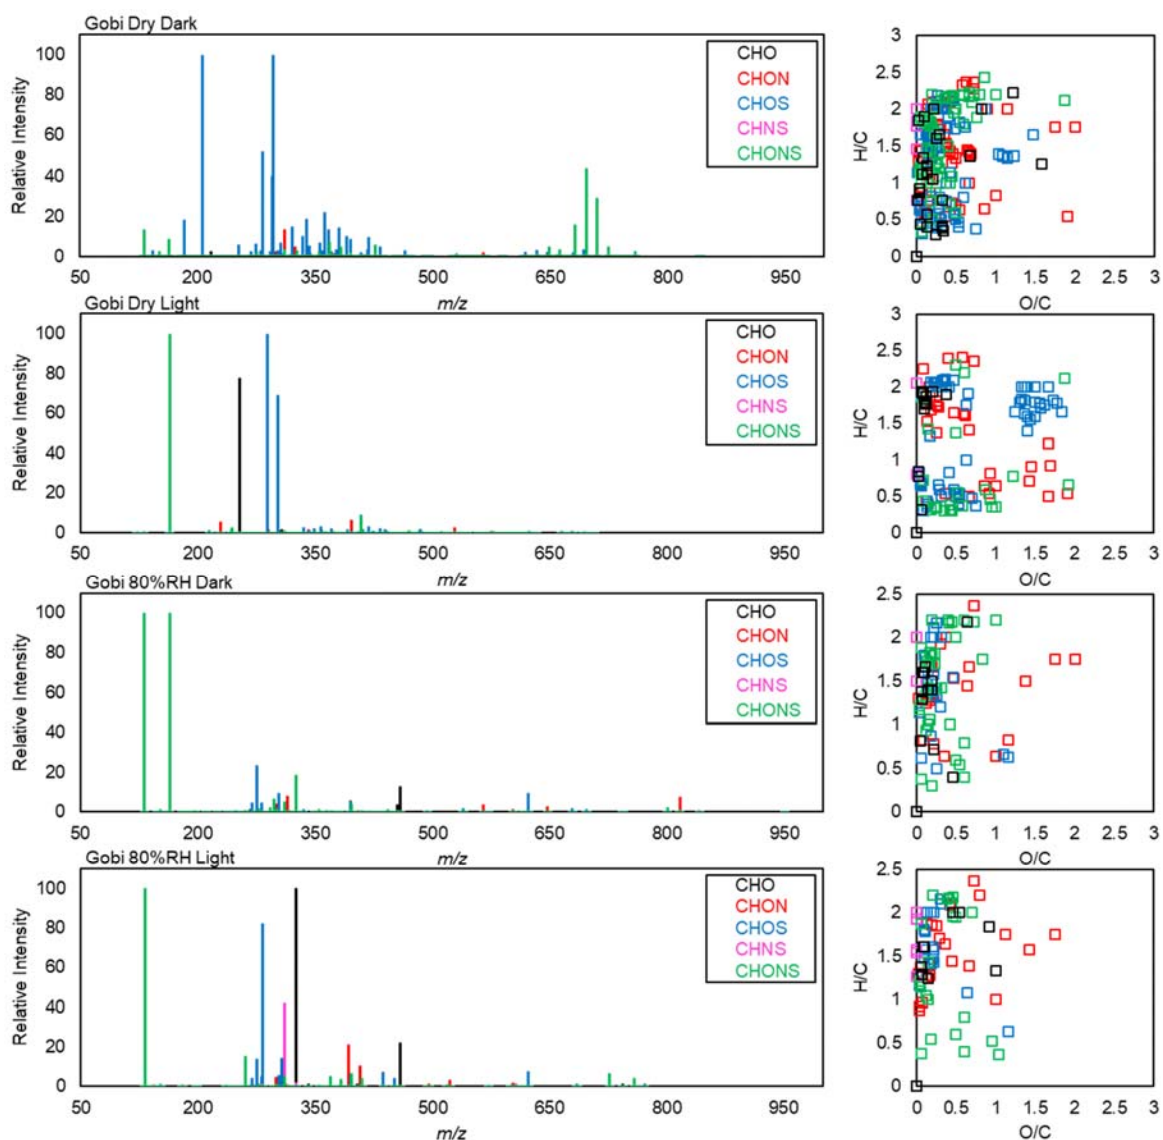 Gobi Dry Dark
Relative Intensity
100
80
60
40
20
0
CHO
CHON
CHOS
CHNS
CHONS
50 200 350 500 650 800 950
m/z
H/C
3
2.5
2
1.5
1
0.5
0
0 0.5 1 1.5 2 2.5 3
O/C
Gobi Dry Light
Relative Intensity
100
80
60
40
20
0
CHO
CHON
CHOS
CHNS
CHONS
50 200 350 500 650 800 950
m/z
H/C
3
2.5
2
1.5
1
0.5
0
0 0.5 1 1.5 2 2.5 3
O/C
Gobi 80%RH Dark
Relative Intensity
100
80
60
40
20
0
CHO
CHON
CHOS
CHNS
CHONS
50 200 350 500 650 800 950
m/z
H/C
2.5
2
1.5
1
0.5
0
0 0.5 1 1.5 2 2.5 3
O/C
Gobi 80%RH Light
Relative Intensity
100
80
60
40
20
0
CHO
CHON
CHOS
CHNS
CHONS
50 200 350 500 650 800 950
m/z
H/C
2.5
2
1.5
1
0.5
0
0 0.5 1 1.5 2 2.5 3
O/C